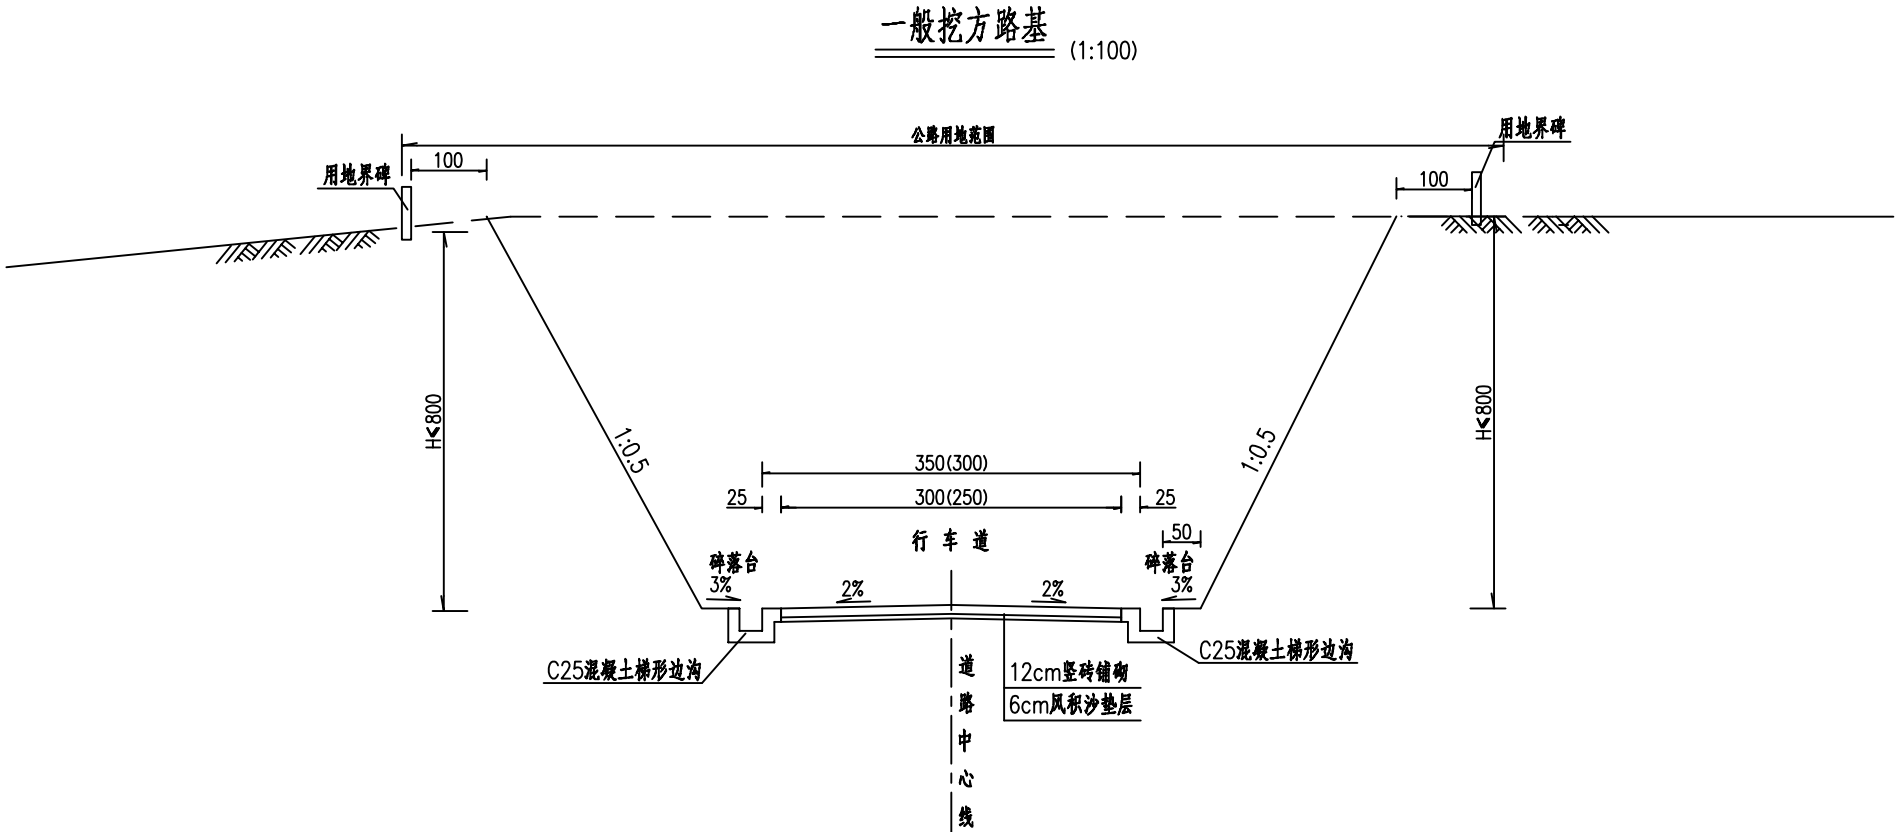 一般挖方路基
(1:100)
公路用地范围
用地界碑
100
用地界碑
100
H<800
H<800
1:0.5
1:0.5
350(300)
25
300(250)
25
行车道
50
碎落台
3%
2%
2%
碎落台
3%
C25混凝土梯形边沟
C25混凝土梯形边沟
12cm竖砖铺砌
6cm风积沙垫层
道路中心线